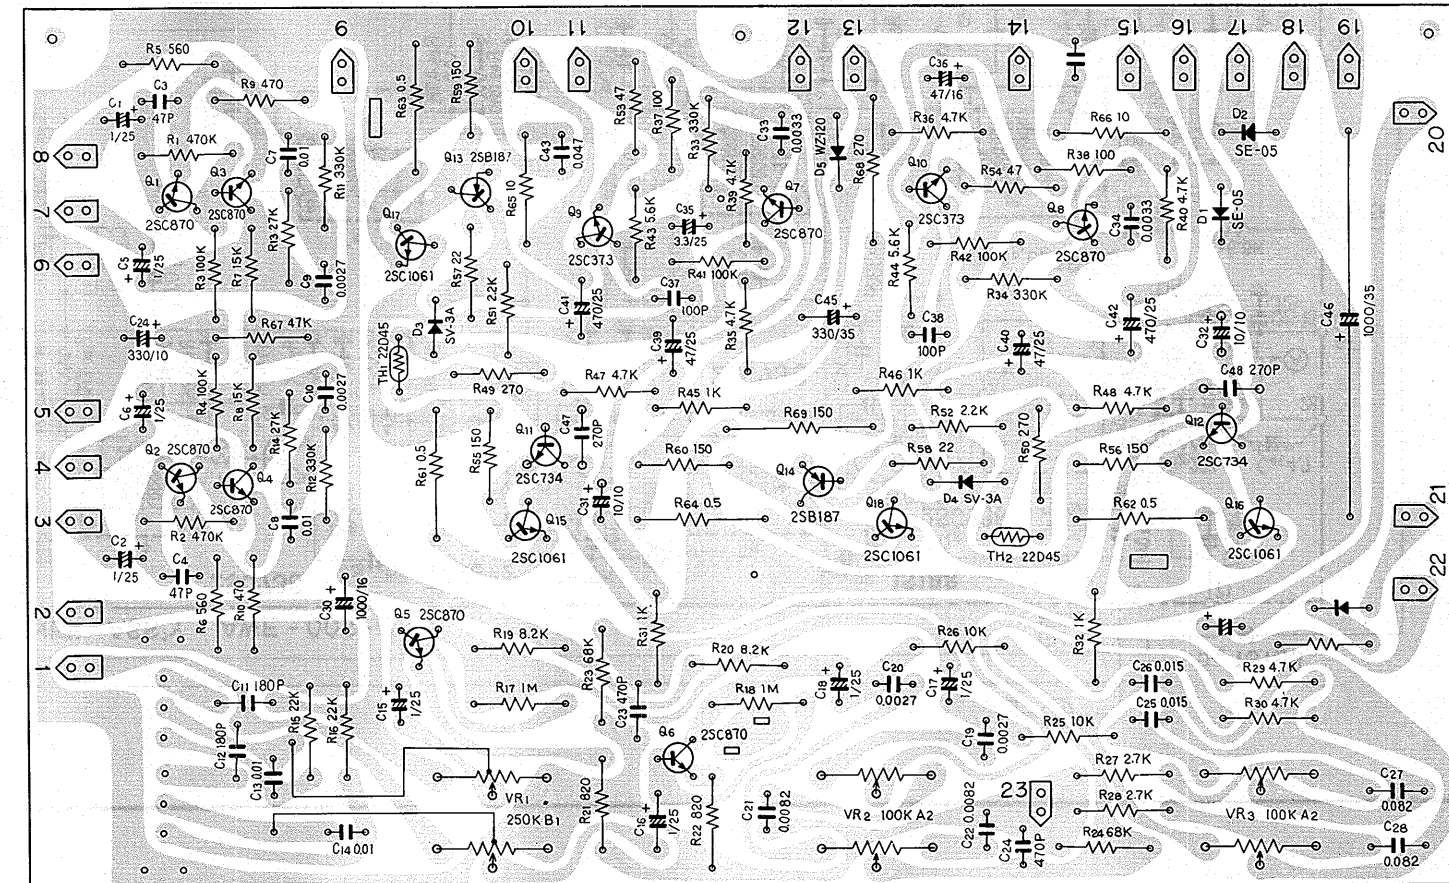 9
10
11
12
13
14
15
16
17
18
19
20
R5 560
C3
47P
R9 470
C1
1/25
R1 470K
C7
0.01
R11 330K
R63 0.5
R59 150
Q13 2SB187
C43
0.047
R65 10
R53 47
R37 100
R33 330K
C33
0.0033
D5 WZ120
R68 270
C36
47/16
R36 4.7K
R66 10
D2
SE-05
R38 100
R54 47
Q10
2SC373
Q8
2SC870
C34
0.0033
R40 4.7K
D1
SE-05
8
7
6
Q1
2SC870
Q3
2SC870
R13 27K
Q17
2SC1061
Q9
2SC373
R43 5.6K
C35
3.3/25
R39 4.7K
Q7
2SC870
R44 5.6K
R42 100K
R34 330K
C5
1/25
R3 100K
R7 15K
C9
0.0027
R57 22
R51 2.2K
C41
470/25
R41 100K
C37
100P
C39
47/25
R35 4.7K
C45
330/35
C38
100P
C40
47/25
C42
470/25
C32
10/10
C46
1000/35
C24
330/10
R67 47K
D3
SV-3A
TH1 22D45
R49 270
R47 4.7K
R45 1K
R46 1K
R48 4.7K
C48 270P
5
4
3
C6
1/25
R4 100K
R8 15K
R14 27K
C10
0.0027
R12 330K
R61 0.5
R55 150
Q11
2SC734
C47
270P
R69 150
R52 2.2K
R58 22
R50 270
R56 150
Q12
2SC734
Q2
2SC870
Q4
2SC870
C8
0.01
R60 150
Q14
2SB187
D4 SV-3A
C31
10/10
R64 0.5
R62 0.5
Q15
2SC1061
Q18
2SC1061
TH2 22D45
Q16
2SC1061
21
22
R2 470K
C2
1/25
C4
47P
R6 560
R10 470
C30
1000/16
Q5 2SC870
2
1
R19 8.2K
R23 68K
R31 1K
R20 8.2K
R26 10K
R32 1K
C11 180P
R15 22K
R16 22K
C15
1/25
R17 1M
C23 470P
R18 1M
C18
1/25
C20
0.0027
C17
1/25
C26 0.015
R29 4.7K
C25 0.015
R30 4.7K
C12 180P
C13 0.01
Q6
2SC870
C19
0.0027
R25 10K
VR1
250K B1
R21 820
C16
1/25
R22 820
C21
0.0082
VR2 100K A2
23
C22 0.0082
R27 2.7K
R28 2.7K
VR3 100K A2
C27
0.082
C14 0.01
C24
470P
R24 68K
C28
0.082